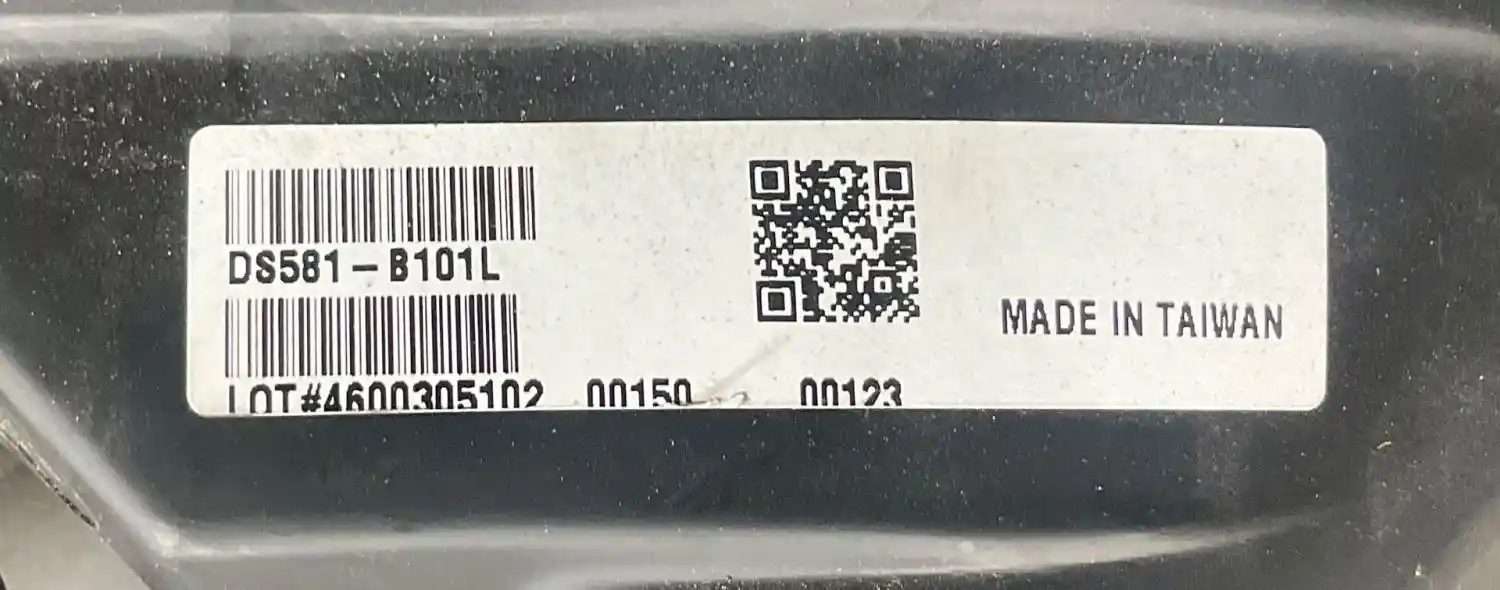 DS581-B101L
LOT#4600305102 00150 00123
MADE IN TAIWAN